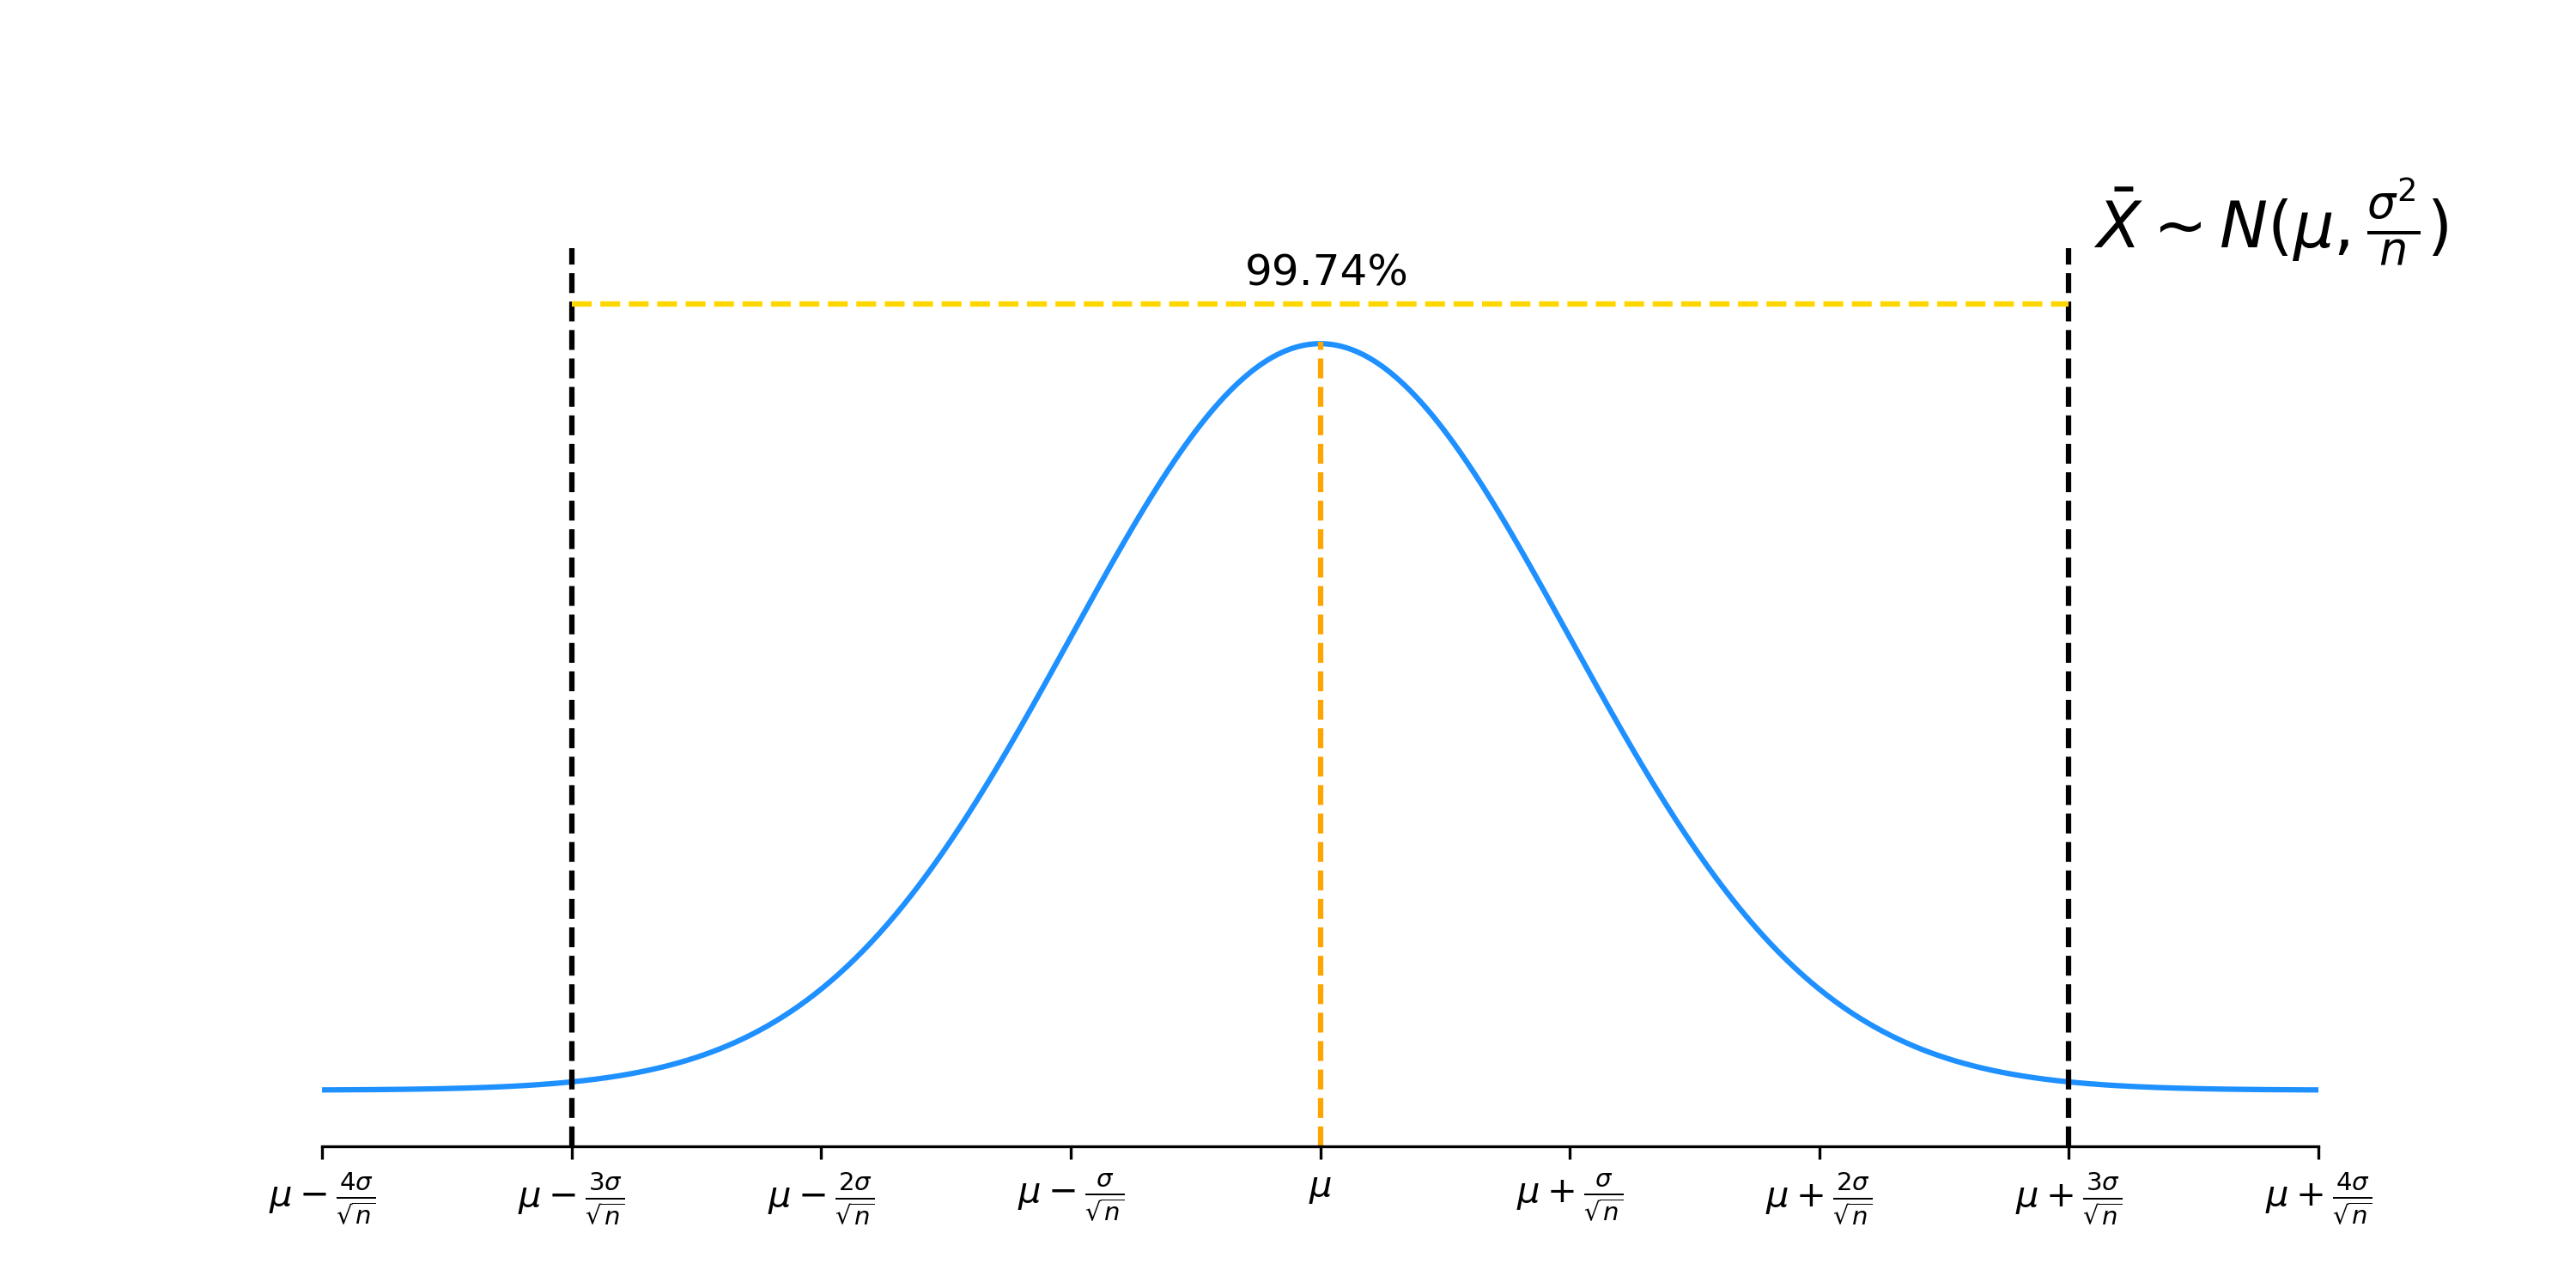 X̄ ~ N(μ, σ²/n)
99.74%
μ − 4σ/√n
μ − 3σ/√n
μ − 2σ/√n
μ − σ/√n
μ
μ + σ/√n
μ + 2σ/√n
μ + 3σ/√n
μ + 4σ/√n